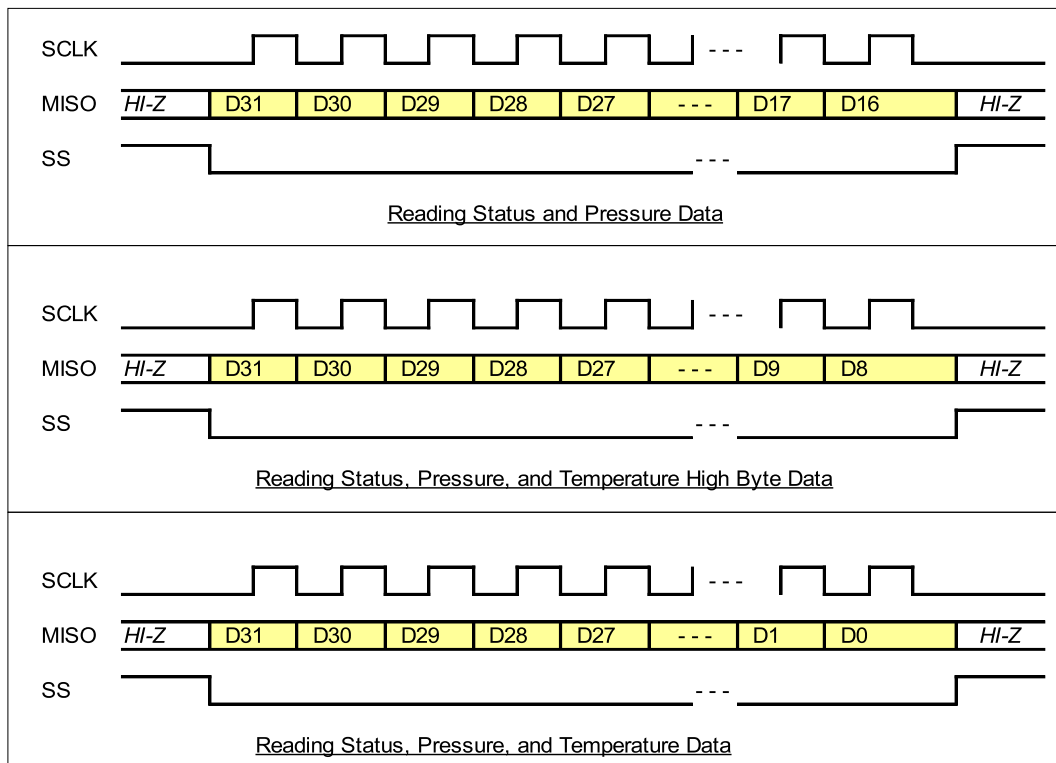 SCLK - - -
MISO HI-Z D31 D30 D29 D28 D27 - - - D17 D16 HI-Z
SS - - -
Reading Status and Pressure Data
SCLK - - -
MISO HI-Z D31 D30 D29 D28 D27 - - - D9 D8 HI-Z
SS - - -
Reading Status, Pressure, and Temperature High Byte Data
SCLK - - -
MISO HI-Z D31 D30 D29 D28 D27 - - - D1 D0 HI-Z
SS - - -
Reading Status, Pressure, and Temperature Data